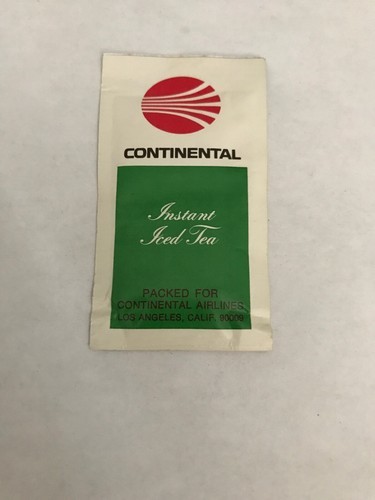 CONTINENTAL
Instant
Iced Tea
PACKED FOR
CONTINENTAL AIRLINES
LOS ANGELES, CALIF. 90009